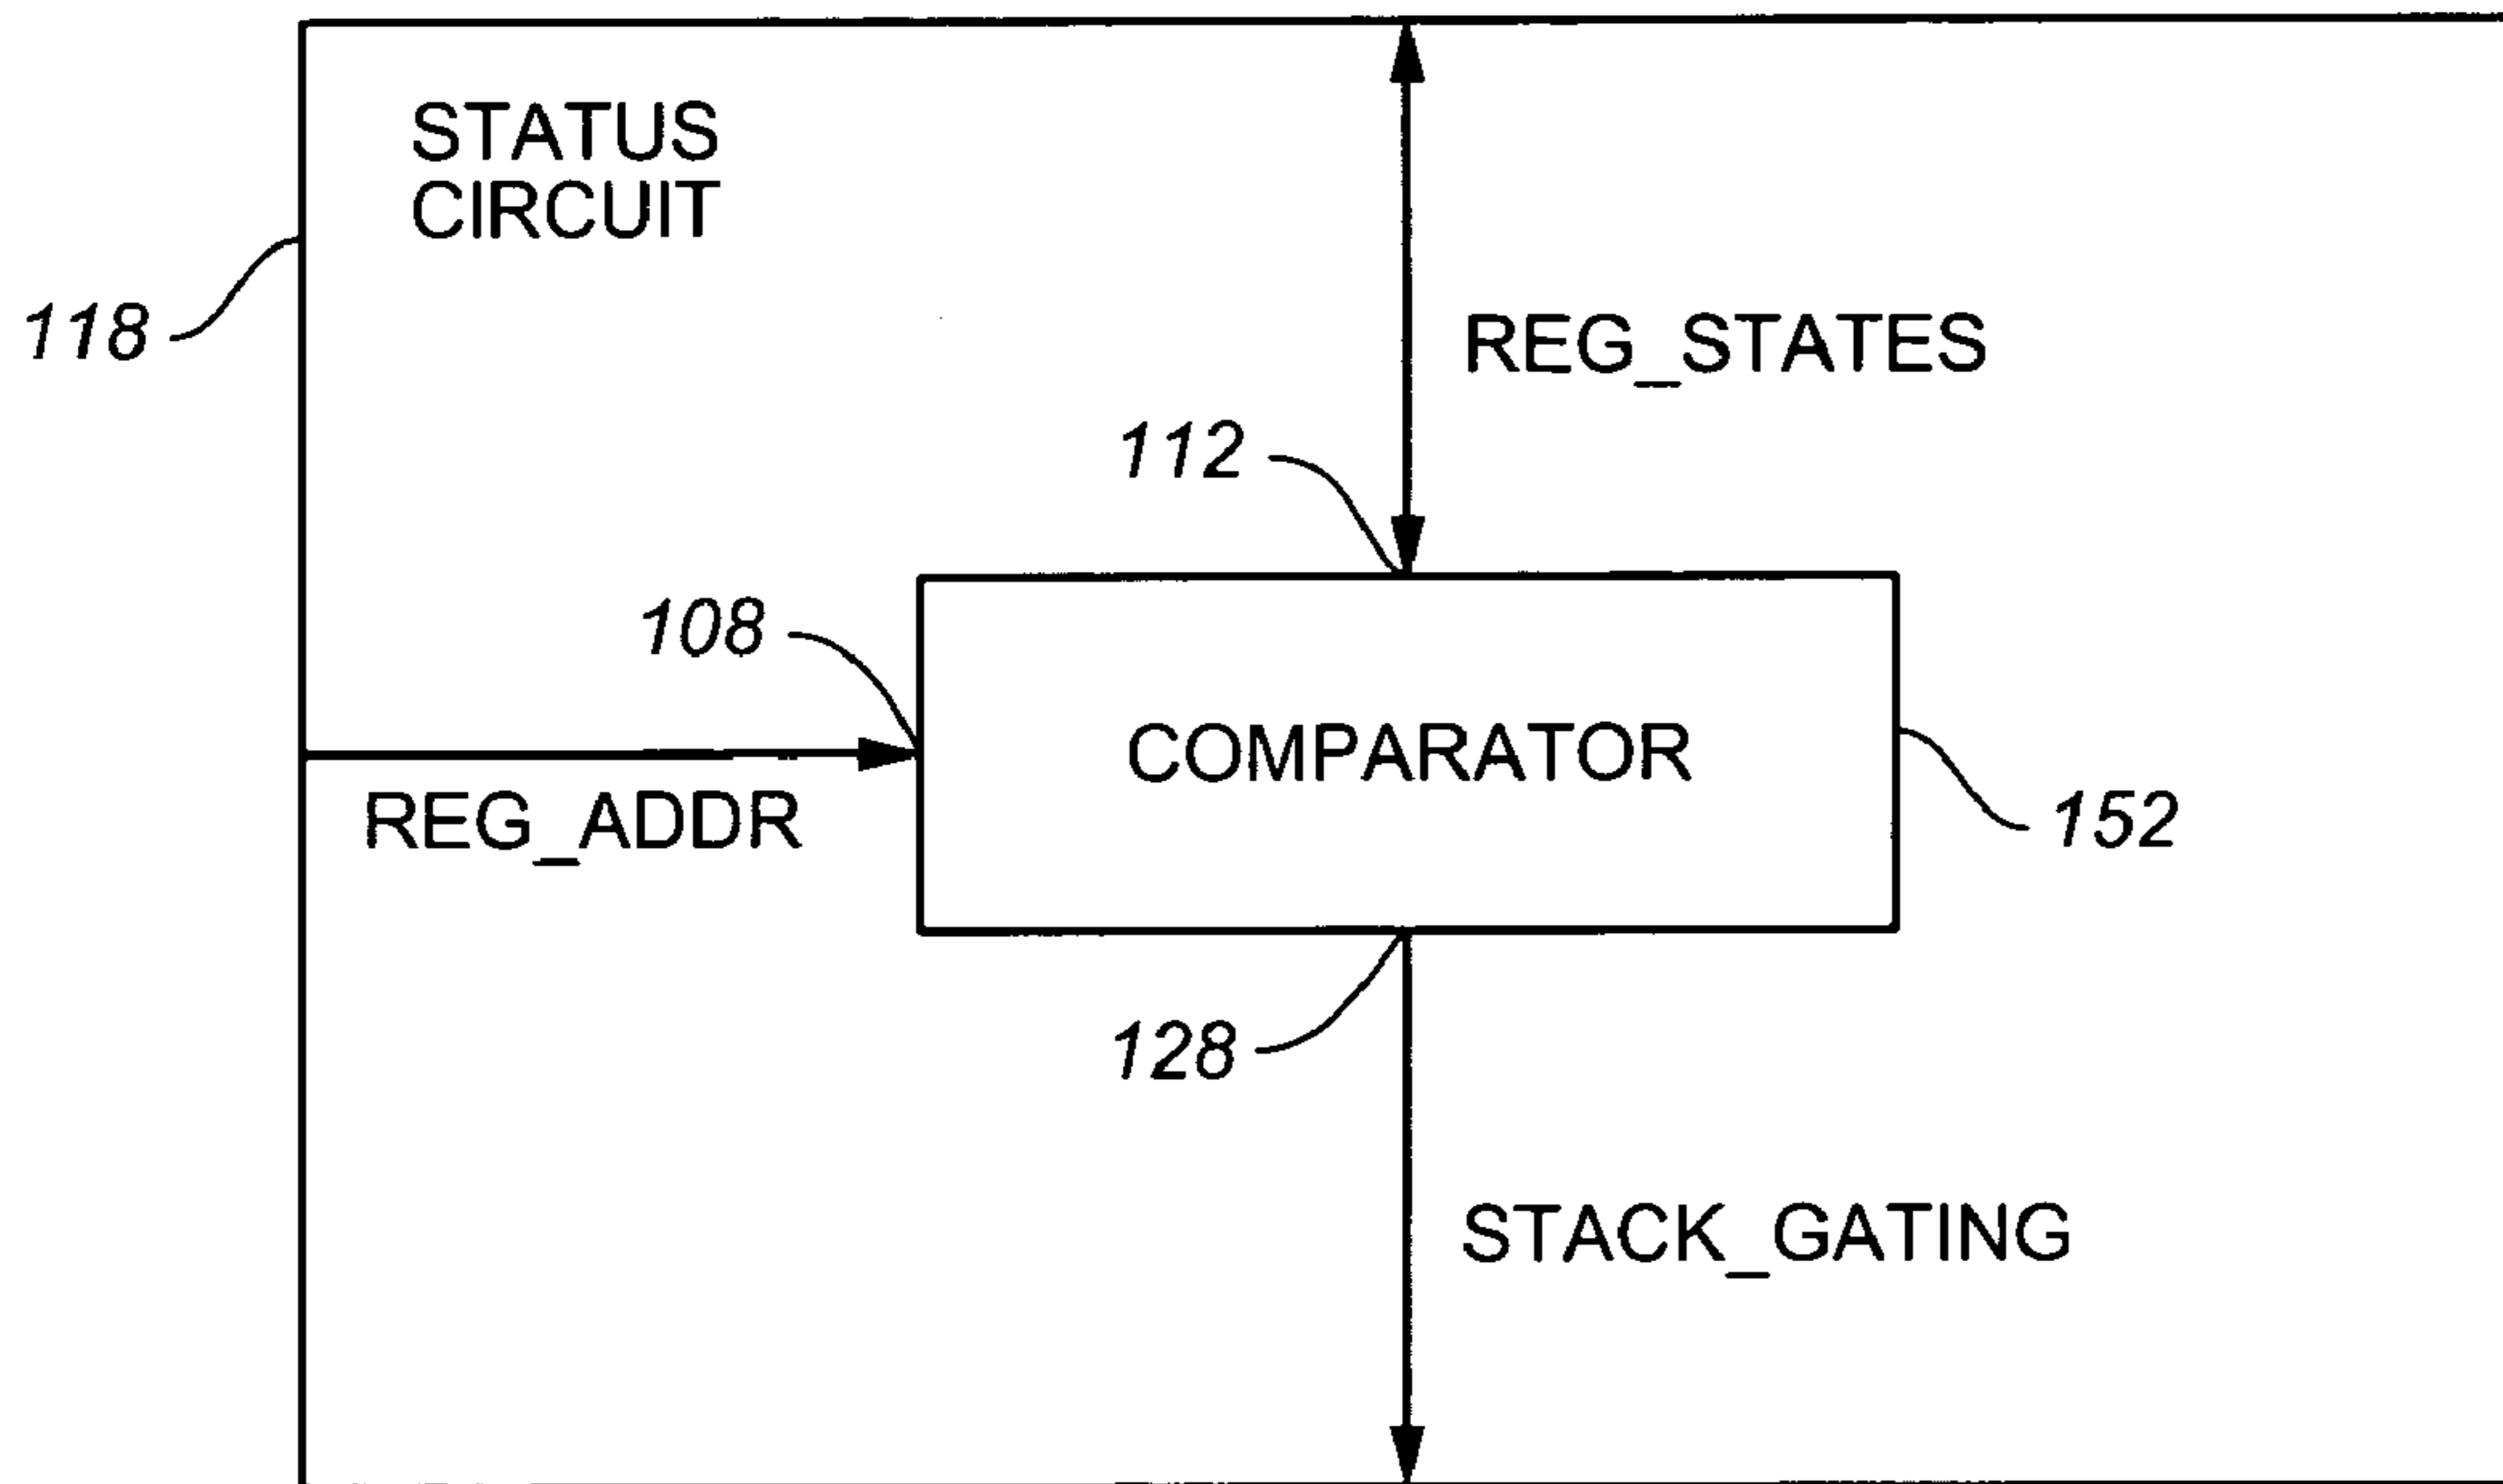 STATUS
CIRCUIT
118
REG_STATES
112
108
COMPARATOR
REG_ADDR
152
128
STACK_GATING